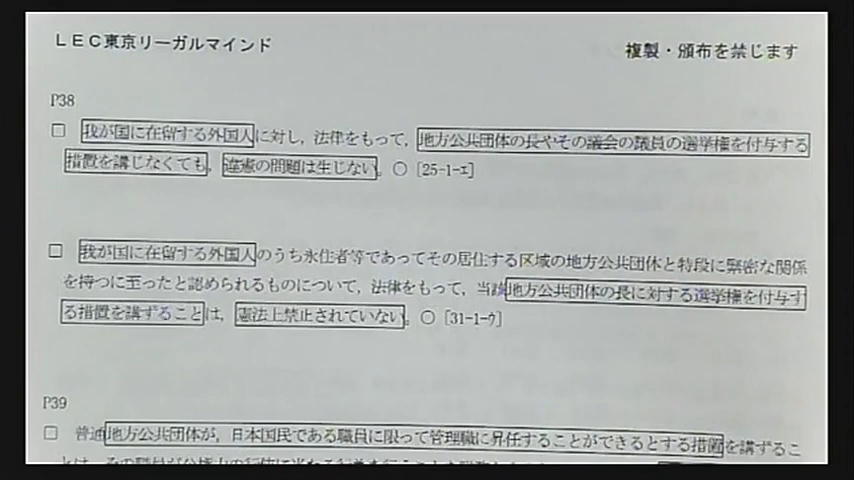 LEC東京リーガルマインド
複製・頒布を禁じます
P38
□ 我が国に在留する外国人に対し，法律をもって，地方公共団体の長やその議会の議員の選挙権を付与する
措置を講じなくても，違憲の問題は生じない。○［25-1-エ］
□ 我が国に在留する外国人のうち永住者等であってその居住する区域の地方公共団体と特段に緊密な関係
を持つに至ったと認められるものについて，法律をもって，当該地方公共団体の長に対する選挙権を付与す
る措置を講ずることは，憲法上禁止されていない。○［31-1-ウ］
P39
□ 普通地方公共団体が，日本国民である職員に限って管理職に昇任することができるとする措置を講ずるこ